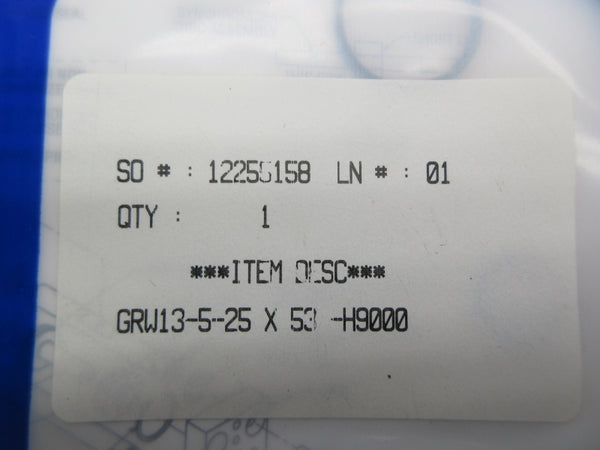 SO # : 12255158 LN # : 01
QTY : 1
***ITEM DESC***
GRW13-5-25 X 53 -H9000